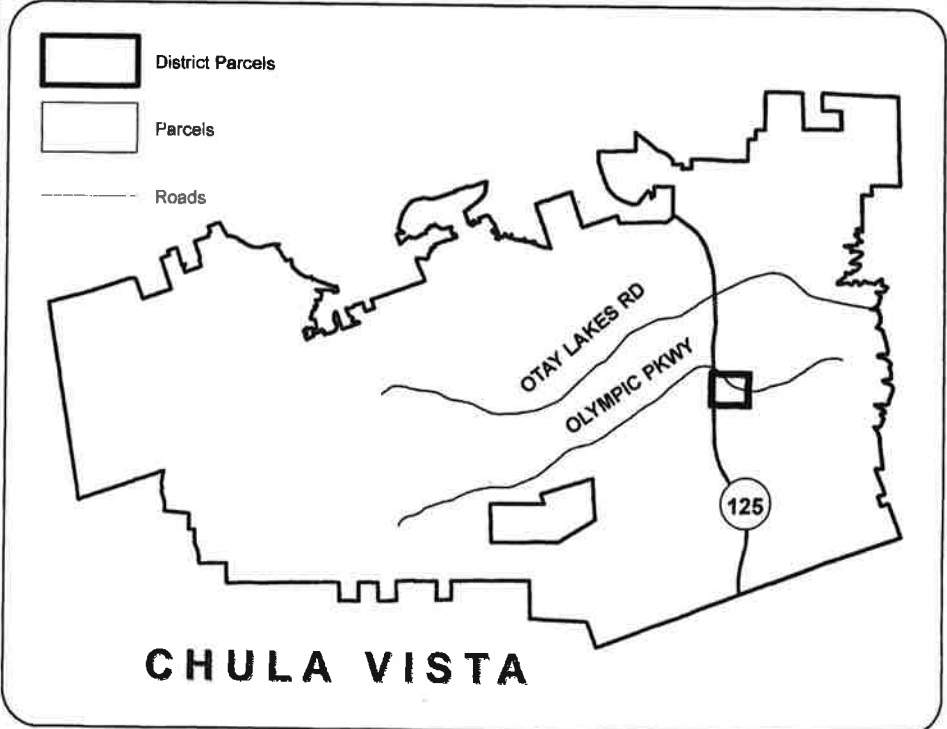 District Parcels
Parcels
Roads
OTAY LAKES RD
OLYMPIC PKWY
125
CHULA VISTA